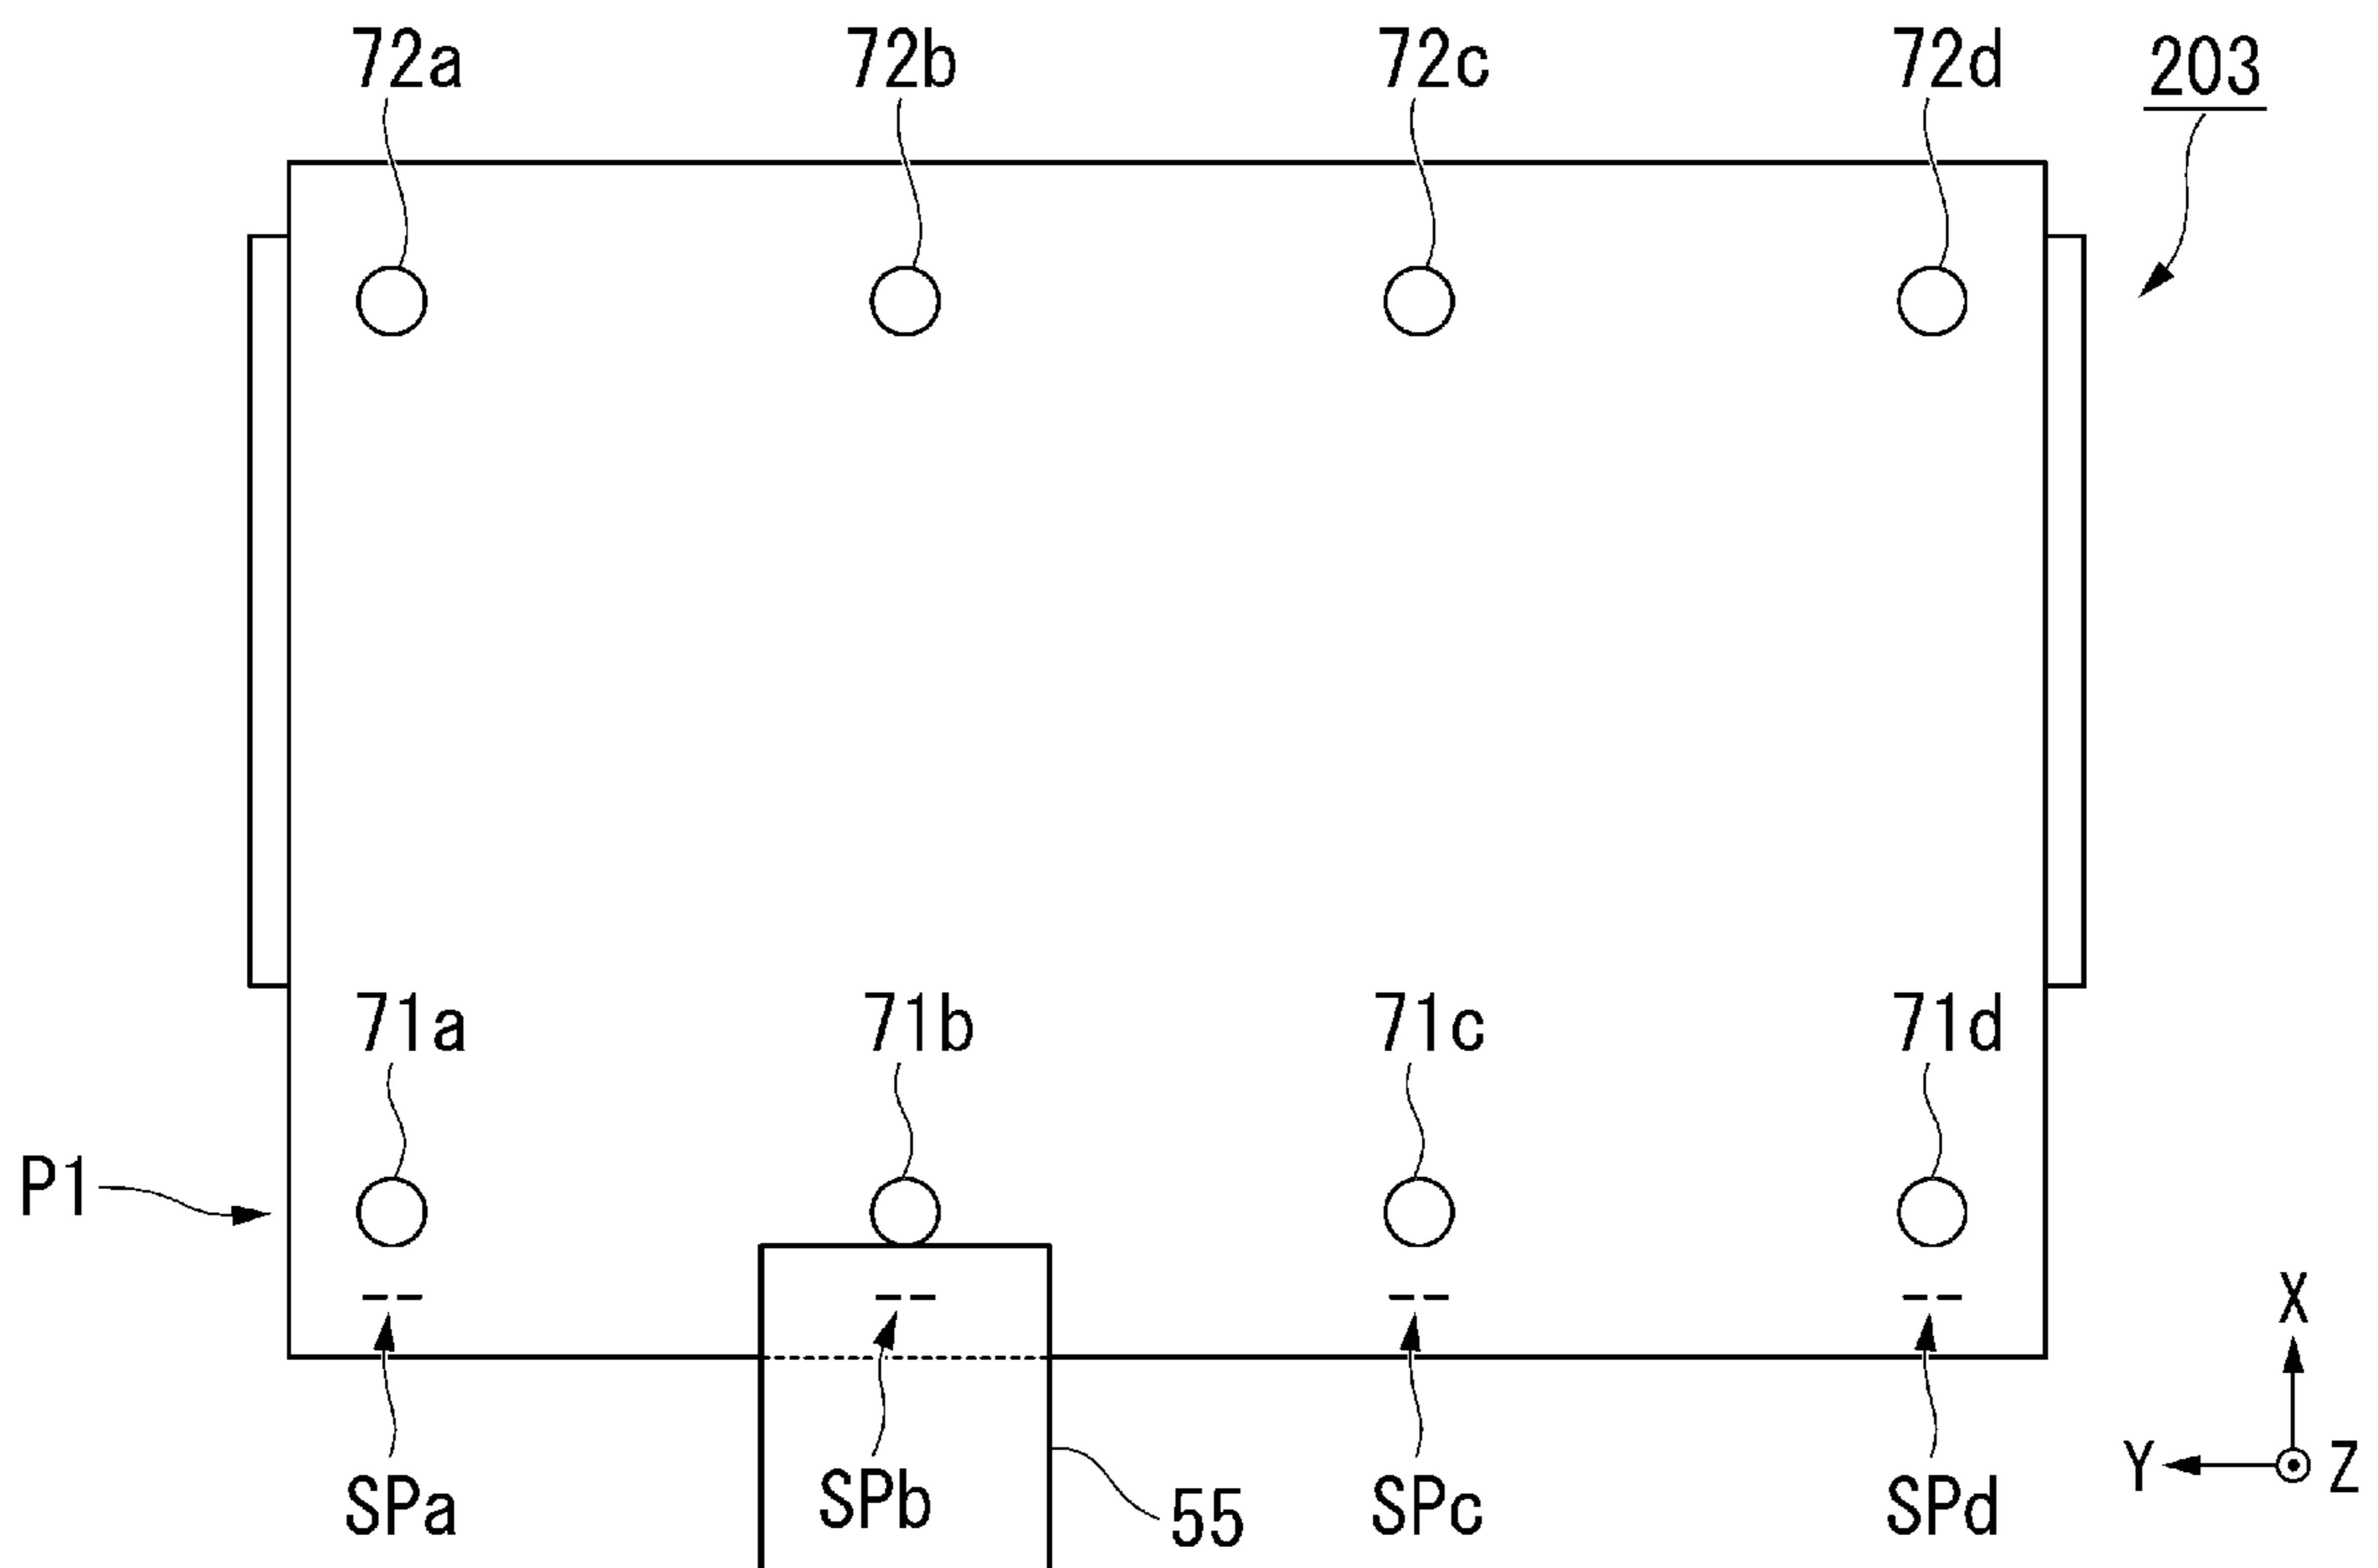 72a 72b 72c 72d 203
71a 71b 71c 71d
P1
X
Y Z
SPa SPb 55 SPc SPd